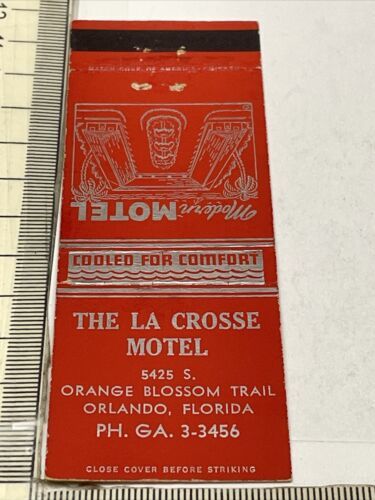 MATCH CORP. OF AMERICA, CHICAGO
Modern
MOTEL
COOLED FOR COMFORT
THE LA CROSSE
MOTEL
5425 S.
ORANGE BLOSSOM TRAIL
ORLANDO, FLORIDA
PH. GA. 3-3456
CLOSE COVER BEFORE STRIKING